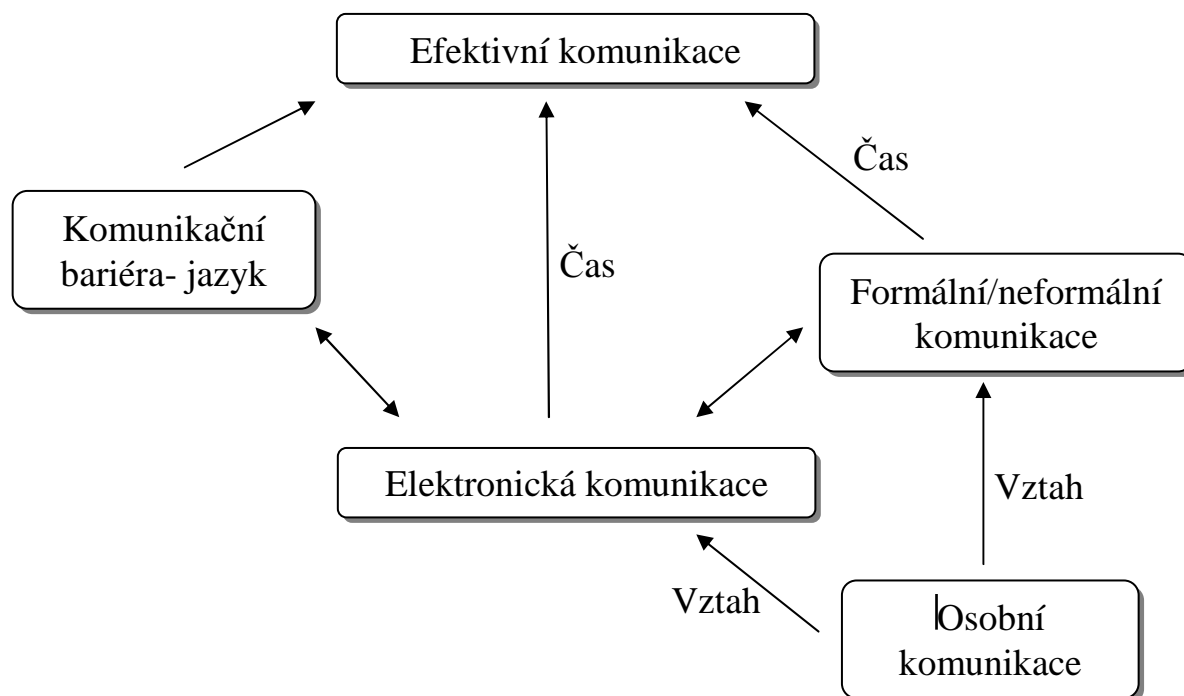 Efektivní komunikace
Čas
Komunikační
bariéra- jazyk
Čas
Formální/neformální
komunikace
Elektronická komunikace
Vztah
Vztah
Osobní
komunikace